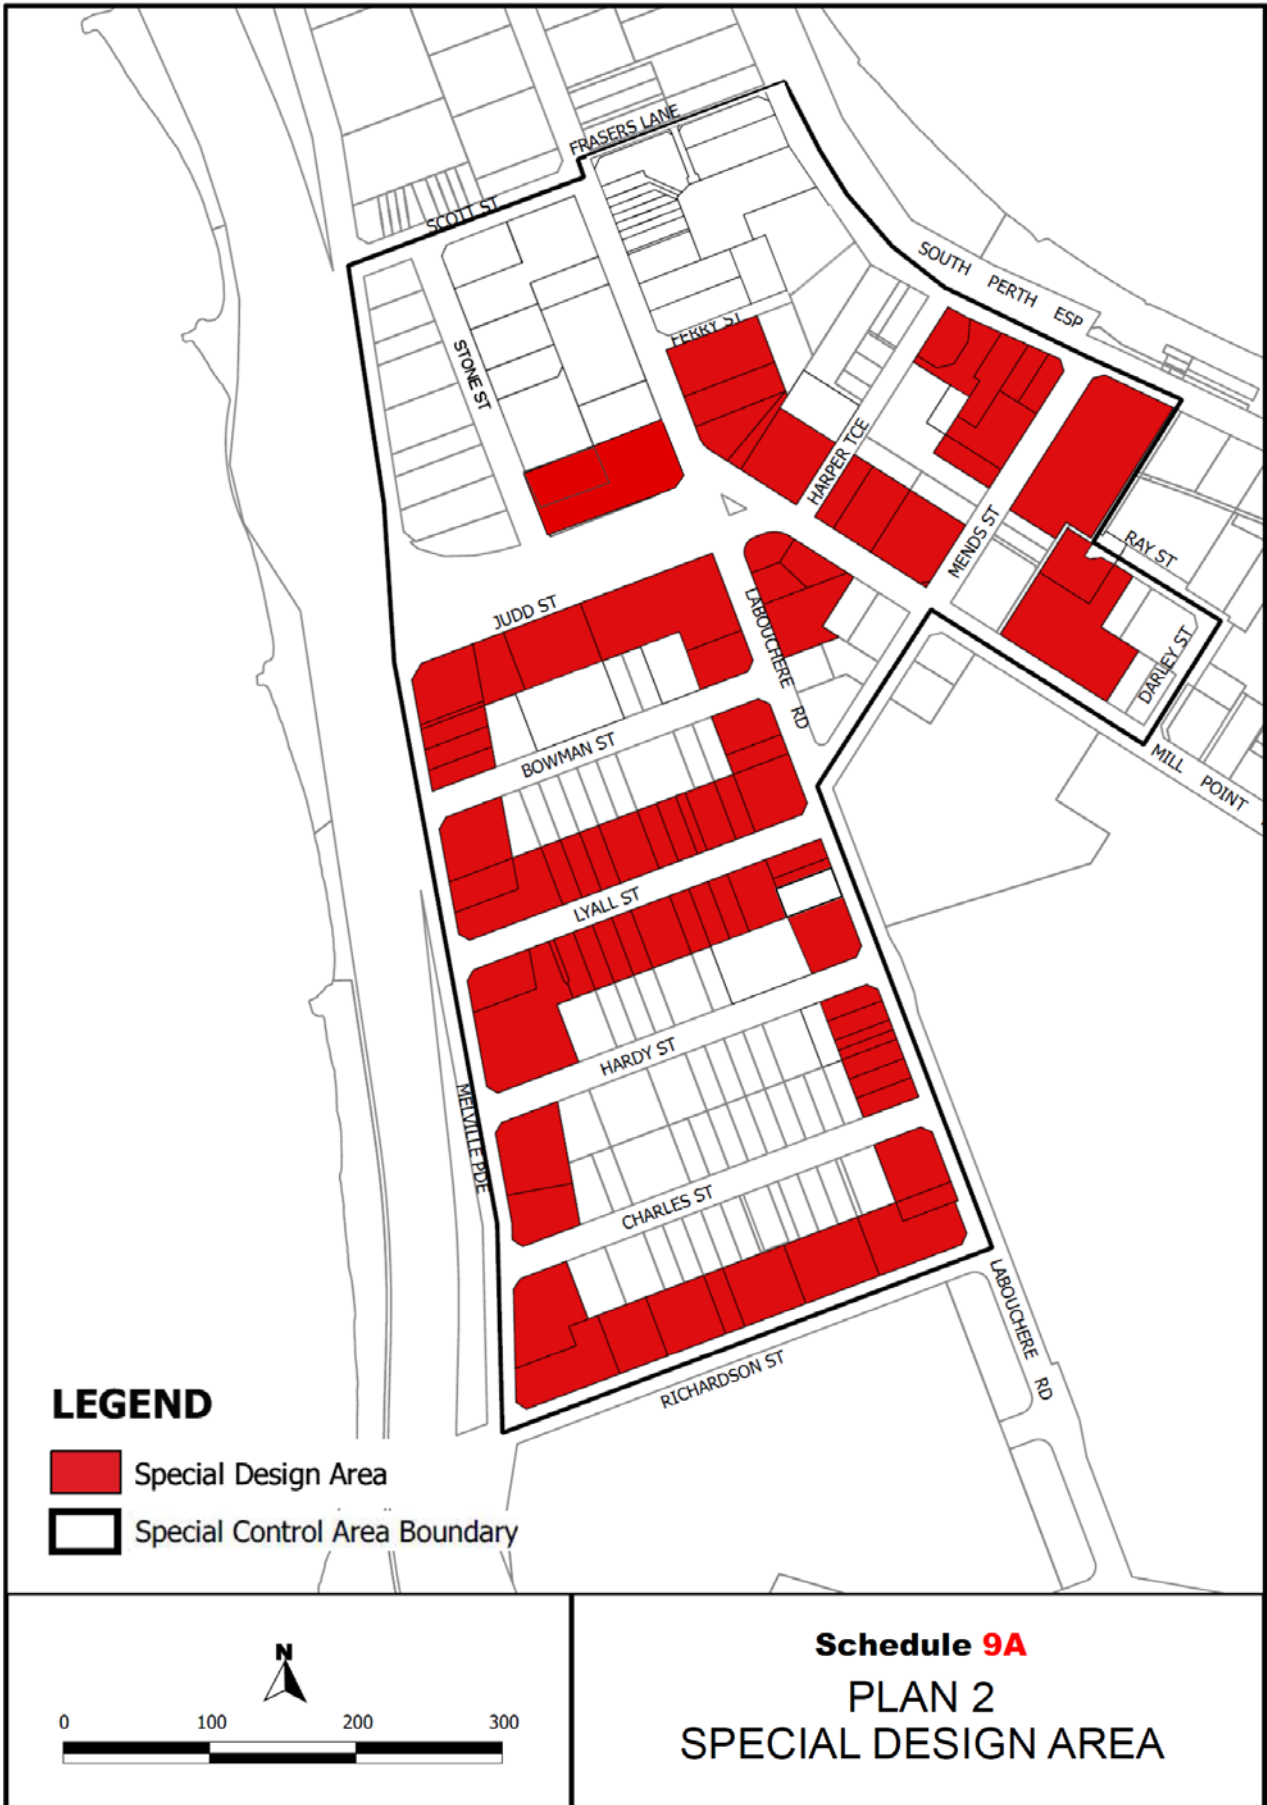 FRASERS LANE
SCOTT ST
SOUTH PERTH ESP
FERRY ST
STONE ST
HARPER TCE
MENDS ST
RAY ST
JUDD ST
LABOUCHERE RD
DARLEY ST
BOWMAN ST
MILL POINT
LYALL ST
HARDY ST
MELVILLE PDE
CHARLES ST
LABOUCHERE RD
RICHARDSON ST
LEGEND
Special Design Area
Special Control Area Boundary
N
0 100 200 300
Schedule 9A
PLAN 2
SPECIAL DESIGN AREA